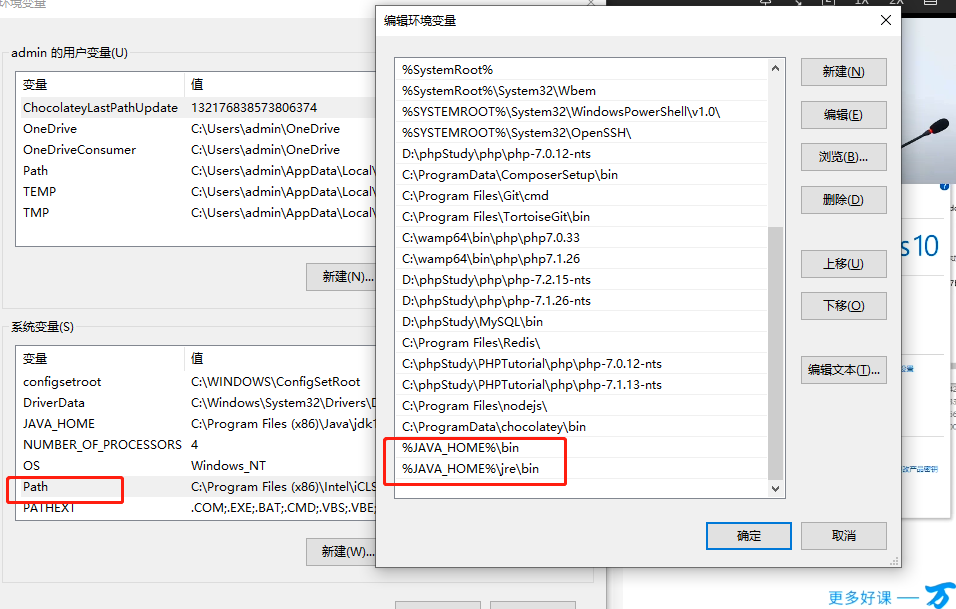 环境变量
编辑环境变量
admin 的用户变量(U)
变量
值
ChocolateyLastPathUpdate
132176838573806374
OneDrive
C:\Users\admin\OneDrive
OneDriveConsumer
C:\Users\admin\OneDrive
Path
C:\Users\admin\AppData\Local\
TEMP
C:\Users\admin\AppData\Local\
TMP
C:\Users\admin\AppData\Local\
新建(N)...
系统变量(S)
变量
值
configsetroot
C:\WINDOWS\ConfigSetRoot
DriverData
C:\Windows\System32\Drivers\D
JAVA_HOME
C:\Program Files (x86)\Java\jdk1
NUMBER_OF_PROCESSORS
4
OS
Windows_NT
Path
C:\Program Files (x86)\Intel\iCLS
PATHEXT
.COM;.EXE;.BAT;.CMD;.VBS;.VBE;
新建(W)...
%SystemRoot%
%SystemRoot%\System32\Wbem
%SYSTEMROOT%\System32\WindowsPowerShell\v1.0\
%SYSTEMROOT%\System32\OpenSSH\
D:\phpStudy\php\php-7.0.12-nts
C:\ProgramData\ComposerSetup\bin
C:\Program Files\Git\cmd
C:\Program Files\TortoiseGit\bin
C:\wamp64\bin\php\php7.0.33
C:\wamp64\bin\php\php7.1.26
D:\phpStudy\php\php-7.2.15-nts
D:\phpStudy\php\php-7.1.26-nts
D:\phpStudy\MySQL\bin
C:\Program Files\Redis\
C:\phpStudy\PHPTutorial\php\php-7.0.12-nts
C:\phpStudy\PHPTutorial\php\php-7.1.13-nts
C:\Program Files\nodejs\
C:\ProgramData\chocolatey\bin
%JAVA_HOME%\bin
%JAVA_HOME%\jre\bin
新建(N)
编辑(E)
浏览(B)...
删除(D)
上移(U)
下移(O)
编辑文本(T)...
确定
取消
s 10
改产品密钥
更多好课